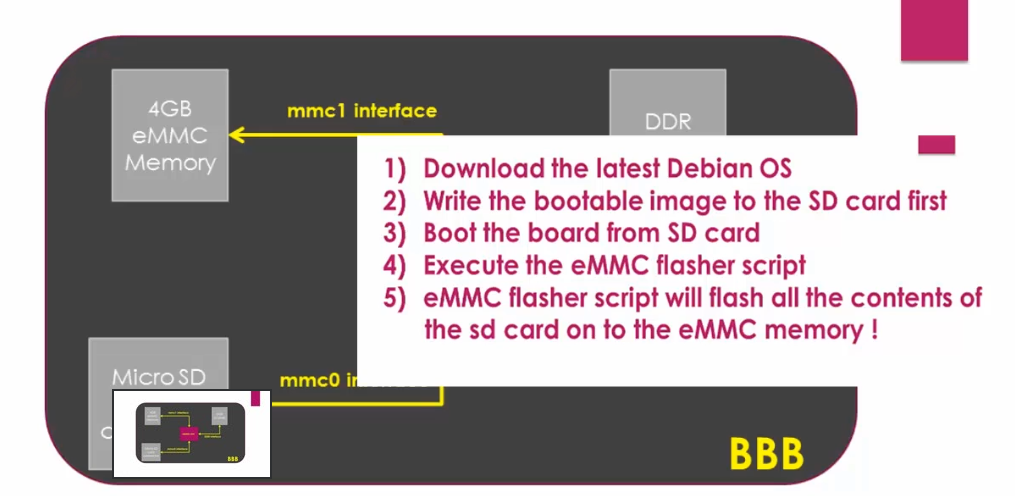 4GB
eMMC
Memory
mmc1 interface
DDR
1) Download the latest Debian OS
2) Write the bootable image to the SD card first
3) Boot the board from SD card
4) Execute the eMMC flasher script
5) eMMC flasher script will flash all the contents of
the sd card on to the eMMC memory !
Micro SD
mmc0
BBB
BBB